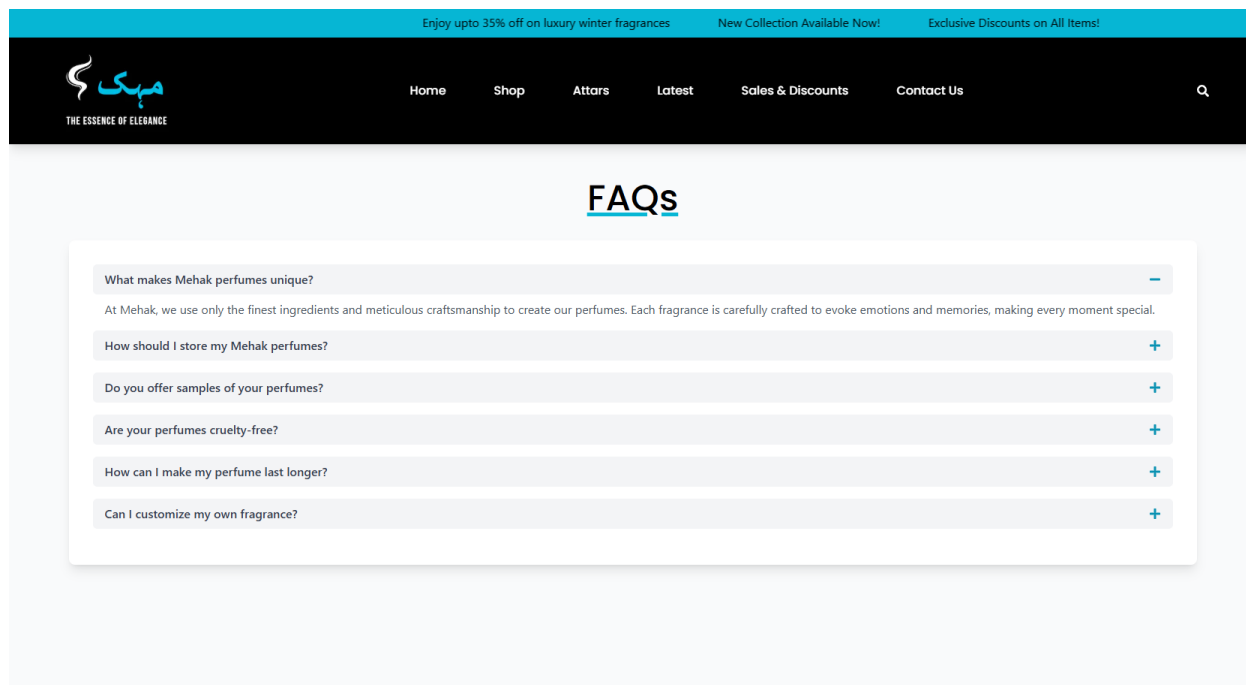 Enjoy upto 35% off on luxury winter fragrances New Collection Available Now! Exclusive Discounts on All Items!
مہک
THE ESSENCE OF ELEGANCE
Home Shop Attars Latest Sales & Discounts Contact Us
FAQs
What makes Mehak perfumes unique?
At Mehak, we use only the finest ingredients and meticulous craftsmanship to create our perfumes. Each fragrance is carefully crafted to evoke emotions and memories, making every moment special.
How should I store my Mehak perfumes?
Do you offer samples of your perfumes?
Are your perfumes cruelty-free?
How can I make my perfume last longer?
Can I customize my own fragrance?